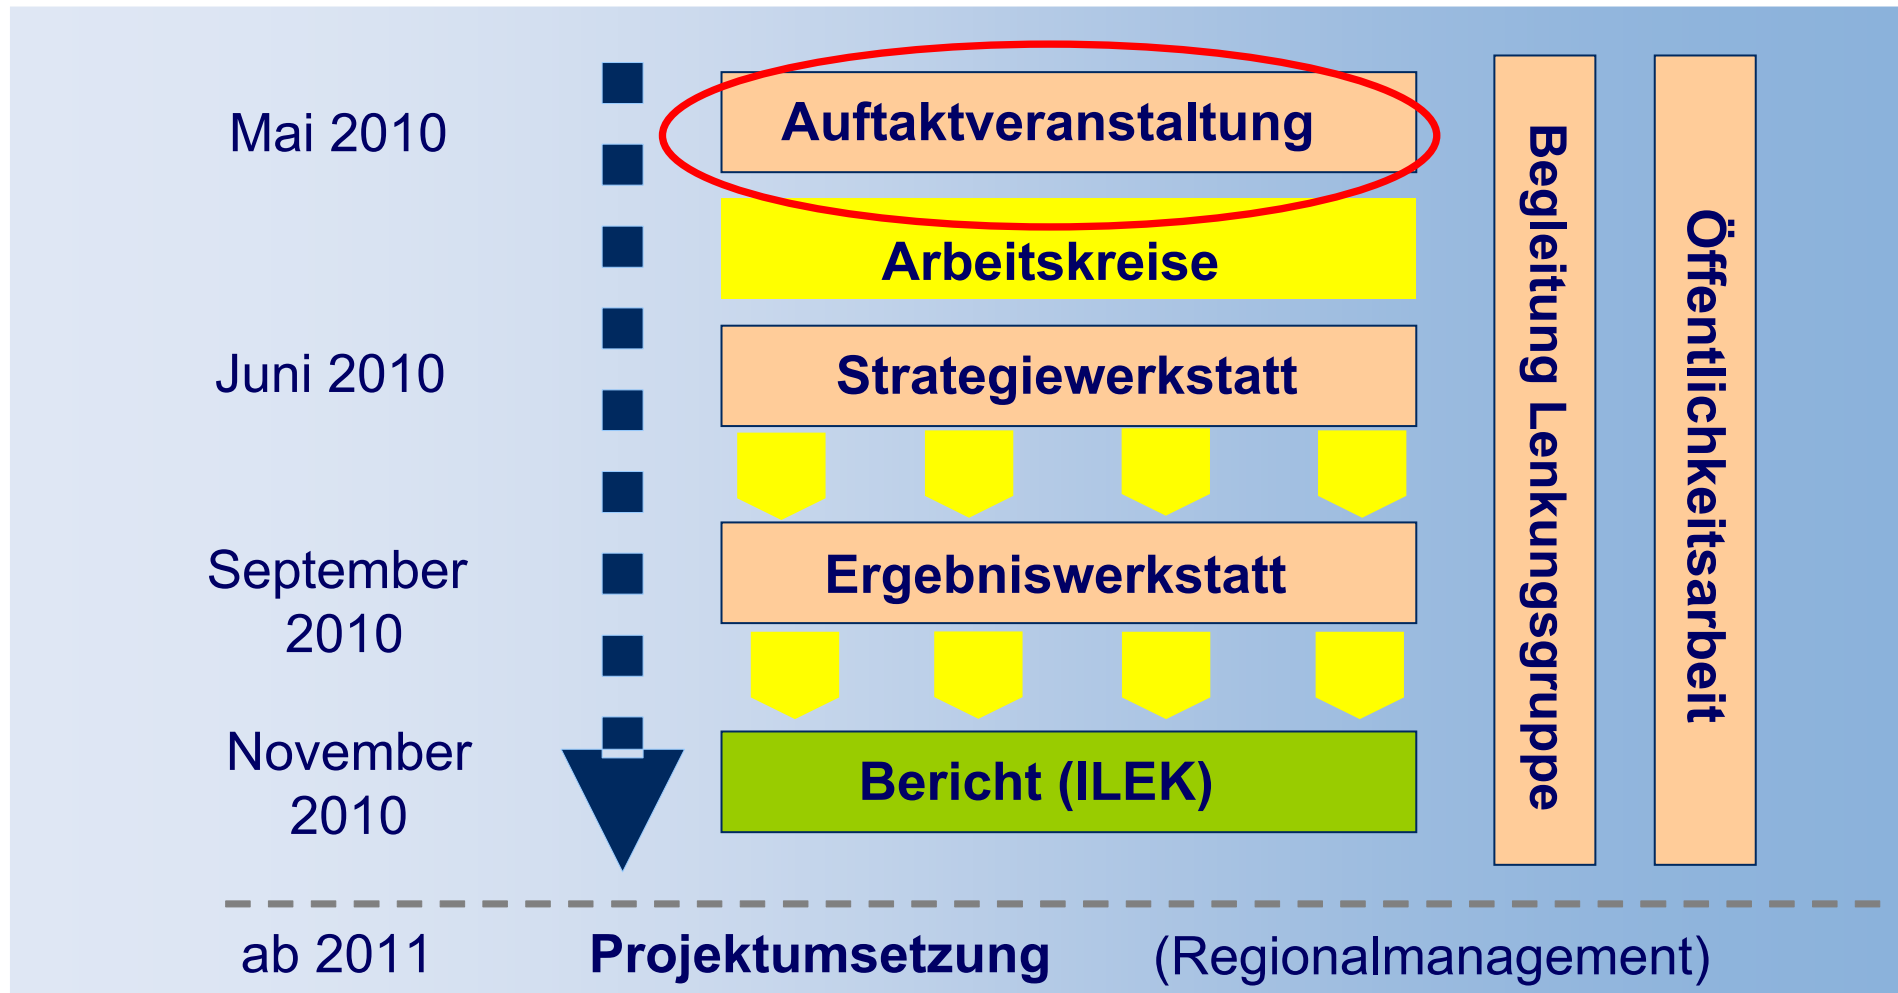 Mai 2010
Auftaktveranstaltung
Arbeitskreise
Juni 2010
Strategiewerkstatt
September
2010
Ergebniswerkstatt
November
2010
Bericht (ILEK)
Begleitung Lenkungsgruppe
Öffentlichkeitsarbeit
ab 2011 Projektumsetzung (Regionalmanagement)